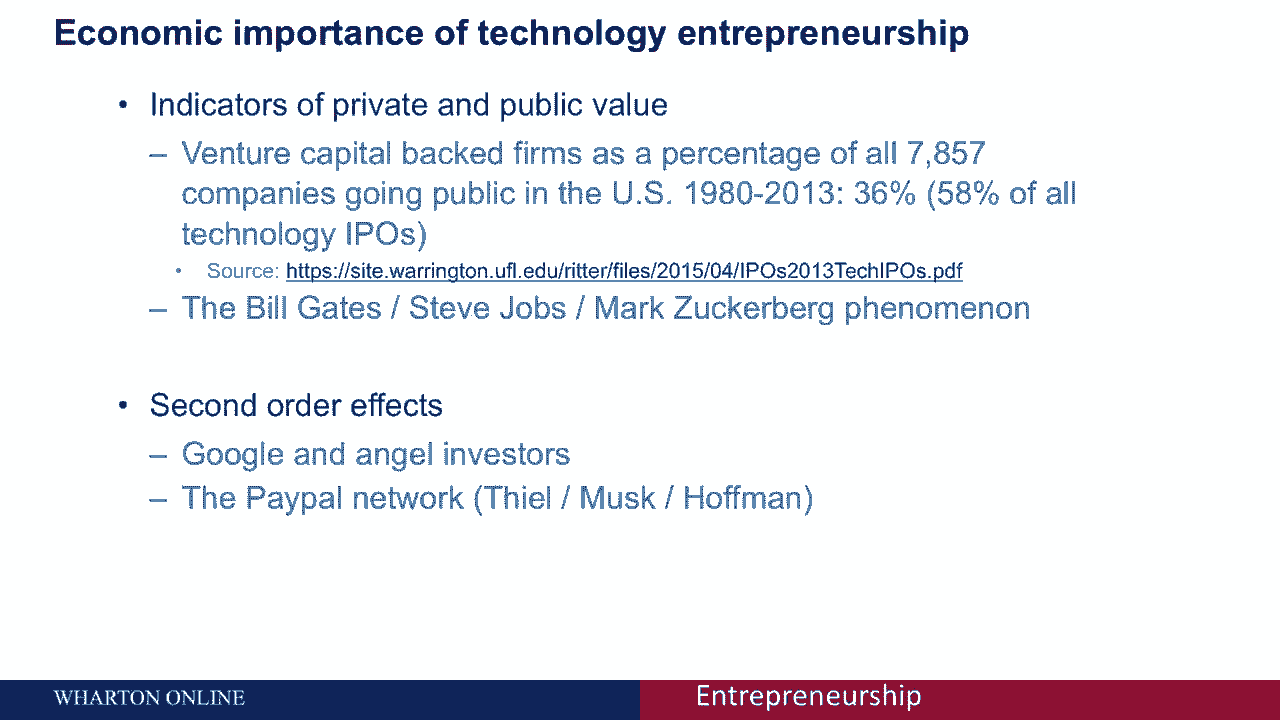 Economic importance of technology entrepreneurship
• Indicators of private and public value
– Venture capital backed firms as a percentage of all 7,857
companies going public in the U.S. 1980-2013: 36% (58% of all
technology IPOs)
• Source: https://site.warrington.ufl.edu/ritter/files/2015/04/IPOs2013TechIPOs.pdf
– The Bill Gates / Steve Jobs / Mark Zuckerberg phenomenon
• Second order effects
– Google and angel investors
– The Paypal network (Thiel / Musk / Hoffman)
WHARTON ONLINE
Entrepreneurship